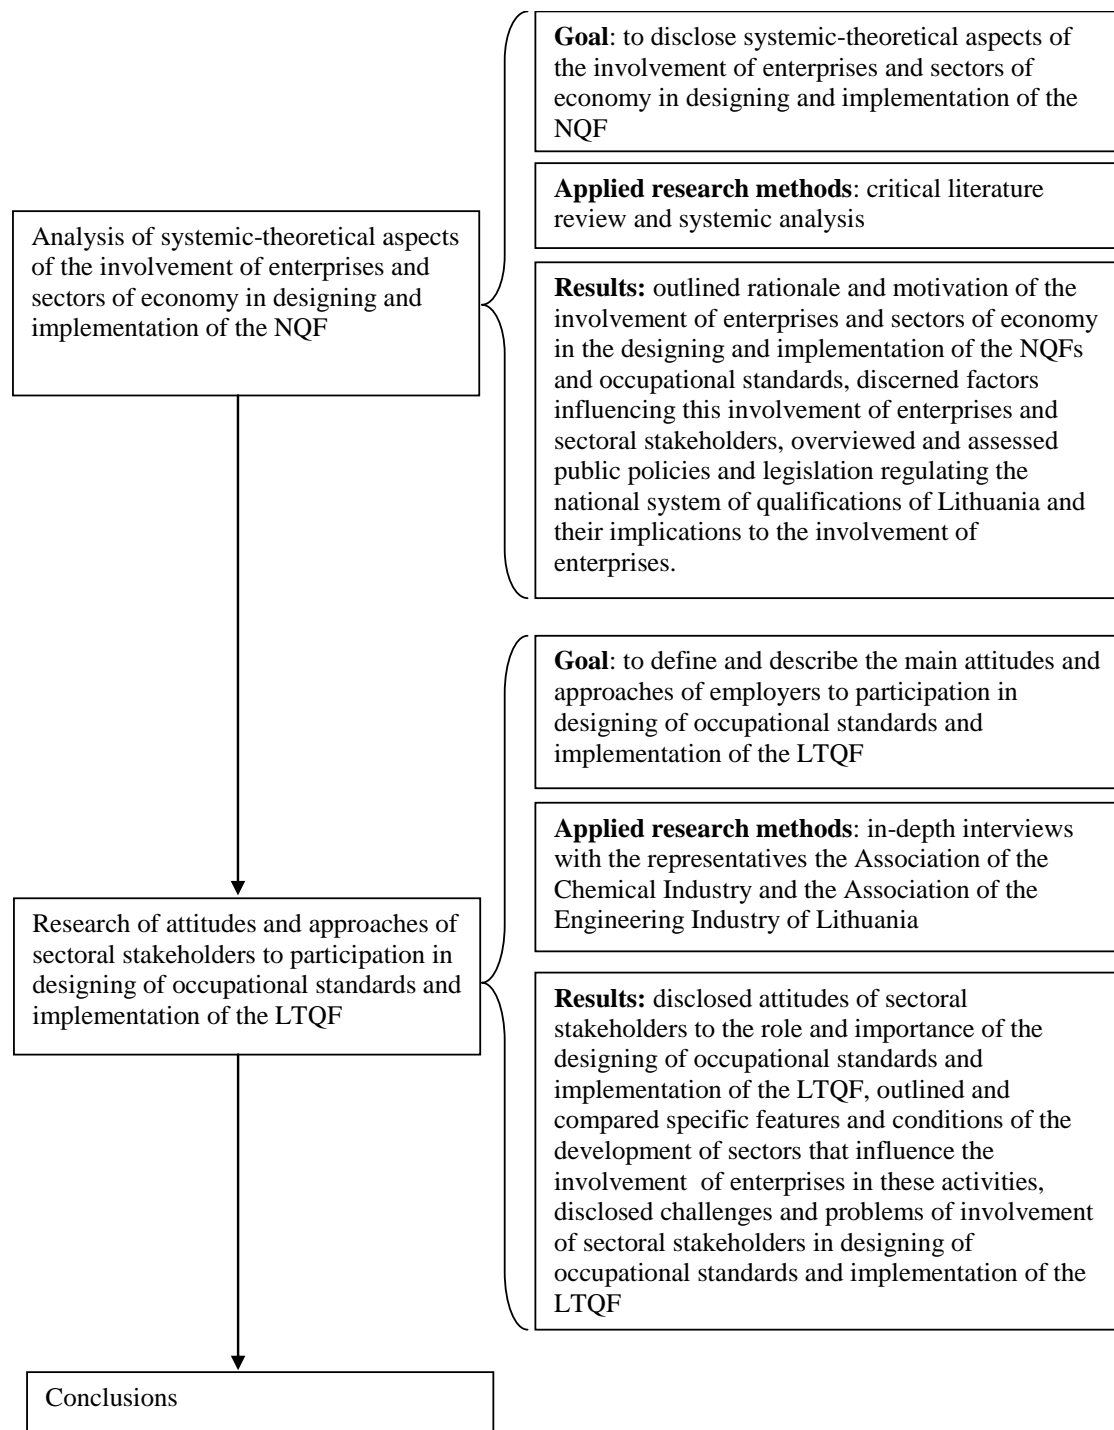 Goal: to disclose systemic-theoretical aspects of
the involvement of enterprises and sectors of
economy in designing and implementation of the
NQF
Applied research methods: critical literature
review and systemic analysis
Analysis of systemic-theoretical aspects
of the involvement of enterprises and
sectors of economy in designing and
implementation of the NQF
Results: outlined rationale and motivation of the
involvement of enterprises and sectors of economy
in the designing and implementation of the NQFs
and occupational standards, discerned factors
influencing this involvement of enterprises and
sectoral stakeholders, overviewed and assessed
public policies and legislation regulating the
national system of qualifications of Lithuania and
their implications to the involvement of
enterprises.
Goal: to define and describe the main attitudes and
approaches of employers to participation in
designing of occupational standards and
implementation of the LTQF
Applied research methods: in-depth interviews
with the representatives the Association of the
Chemical Industry and the Association of the
Engineering Industry of Lithuania
Research of attitudes and approaches of
sectoral stakeholders to participation in
designing of occupational standards and
implementation of the LTQF
Results: disclosed attitudes of sectoral
stakeholders to the role and importance of the
designing of occupational standards and
implementation of the LTQF, outlined and
compared specific features and conditions of the
development of sectors that influence the
involvement of enterprises in these activities,
disclosed challenges and problems of involvement
of sectoral stakeholders in designing of
occupational standards and implementation of the
LTQF
Conclusions